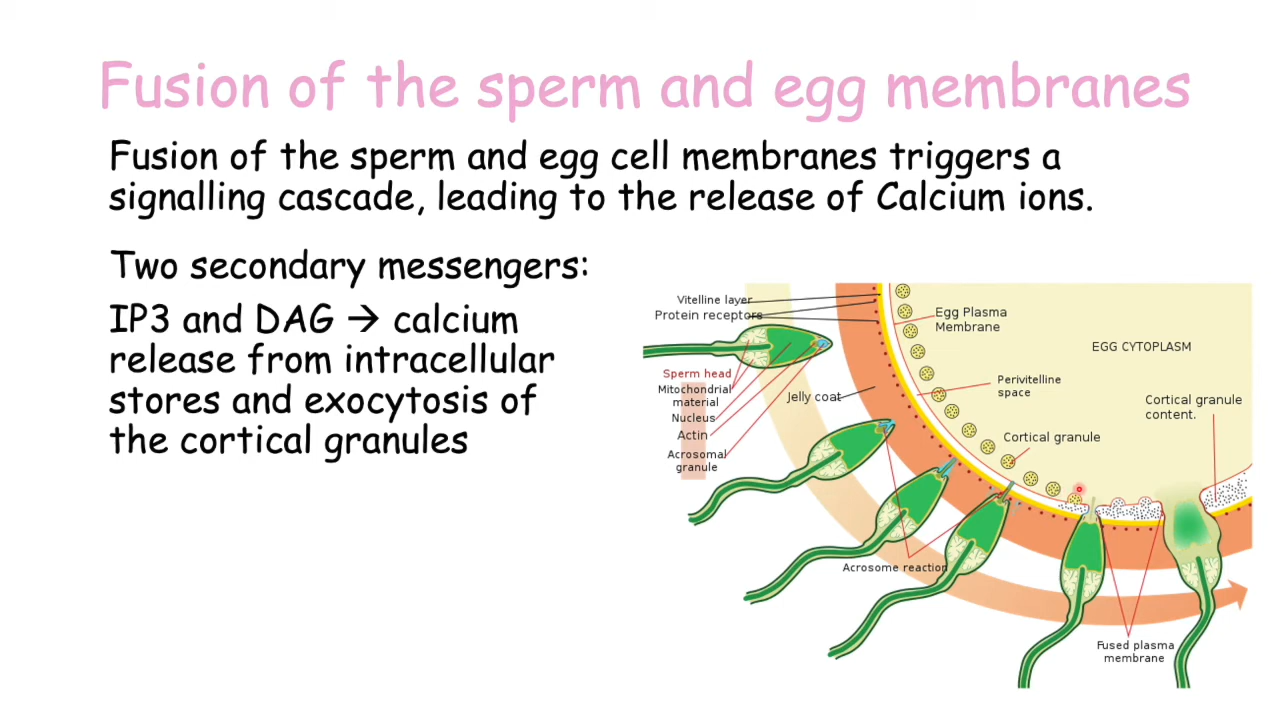 Fusion of the sperm and egg membranes
Fusion of the sperm and egg cell membranes triggers a
signalling cascade, leading to the release of Calcium ions.
Two secondary messengers:
IP3 and DAG → calcium
release from intracellular
stores and exocytosis of
the cortical granules
Vitelline layer
Protein receptors
Sperm head
Mitochondrial
material
Nucleus
Actin
Acrosomal
granule
Jelly coat
Egg Plasma
Membrane
EGG CYTOPLASM
Perivitelline
space
Cortical granule
content.
Cortical granule
Acrosome reaction
Fused plasma
membrane